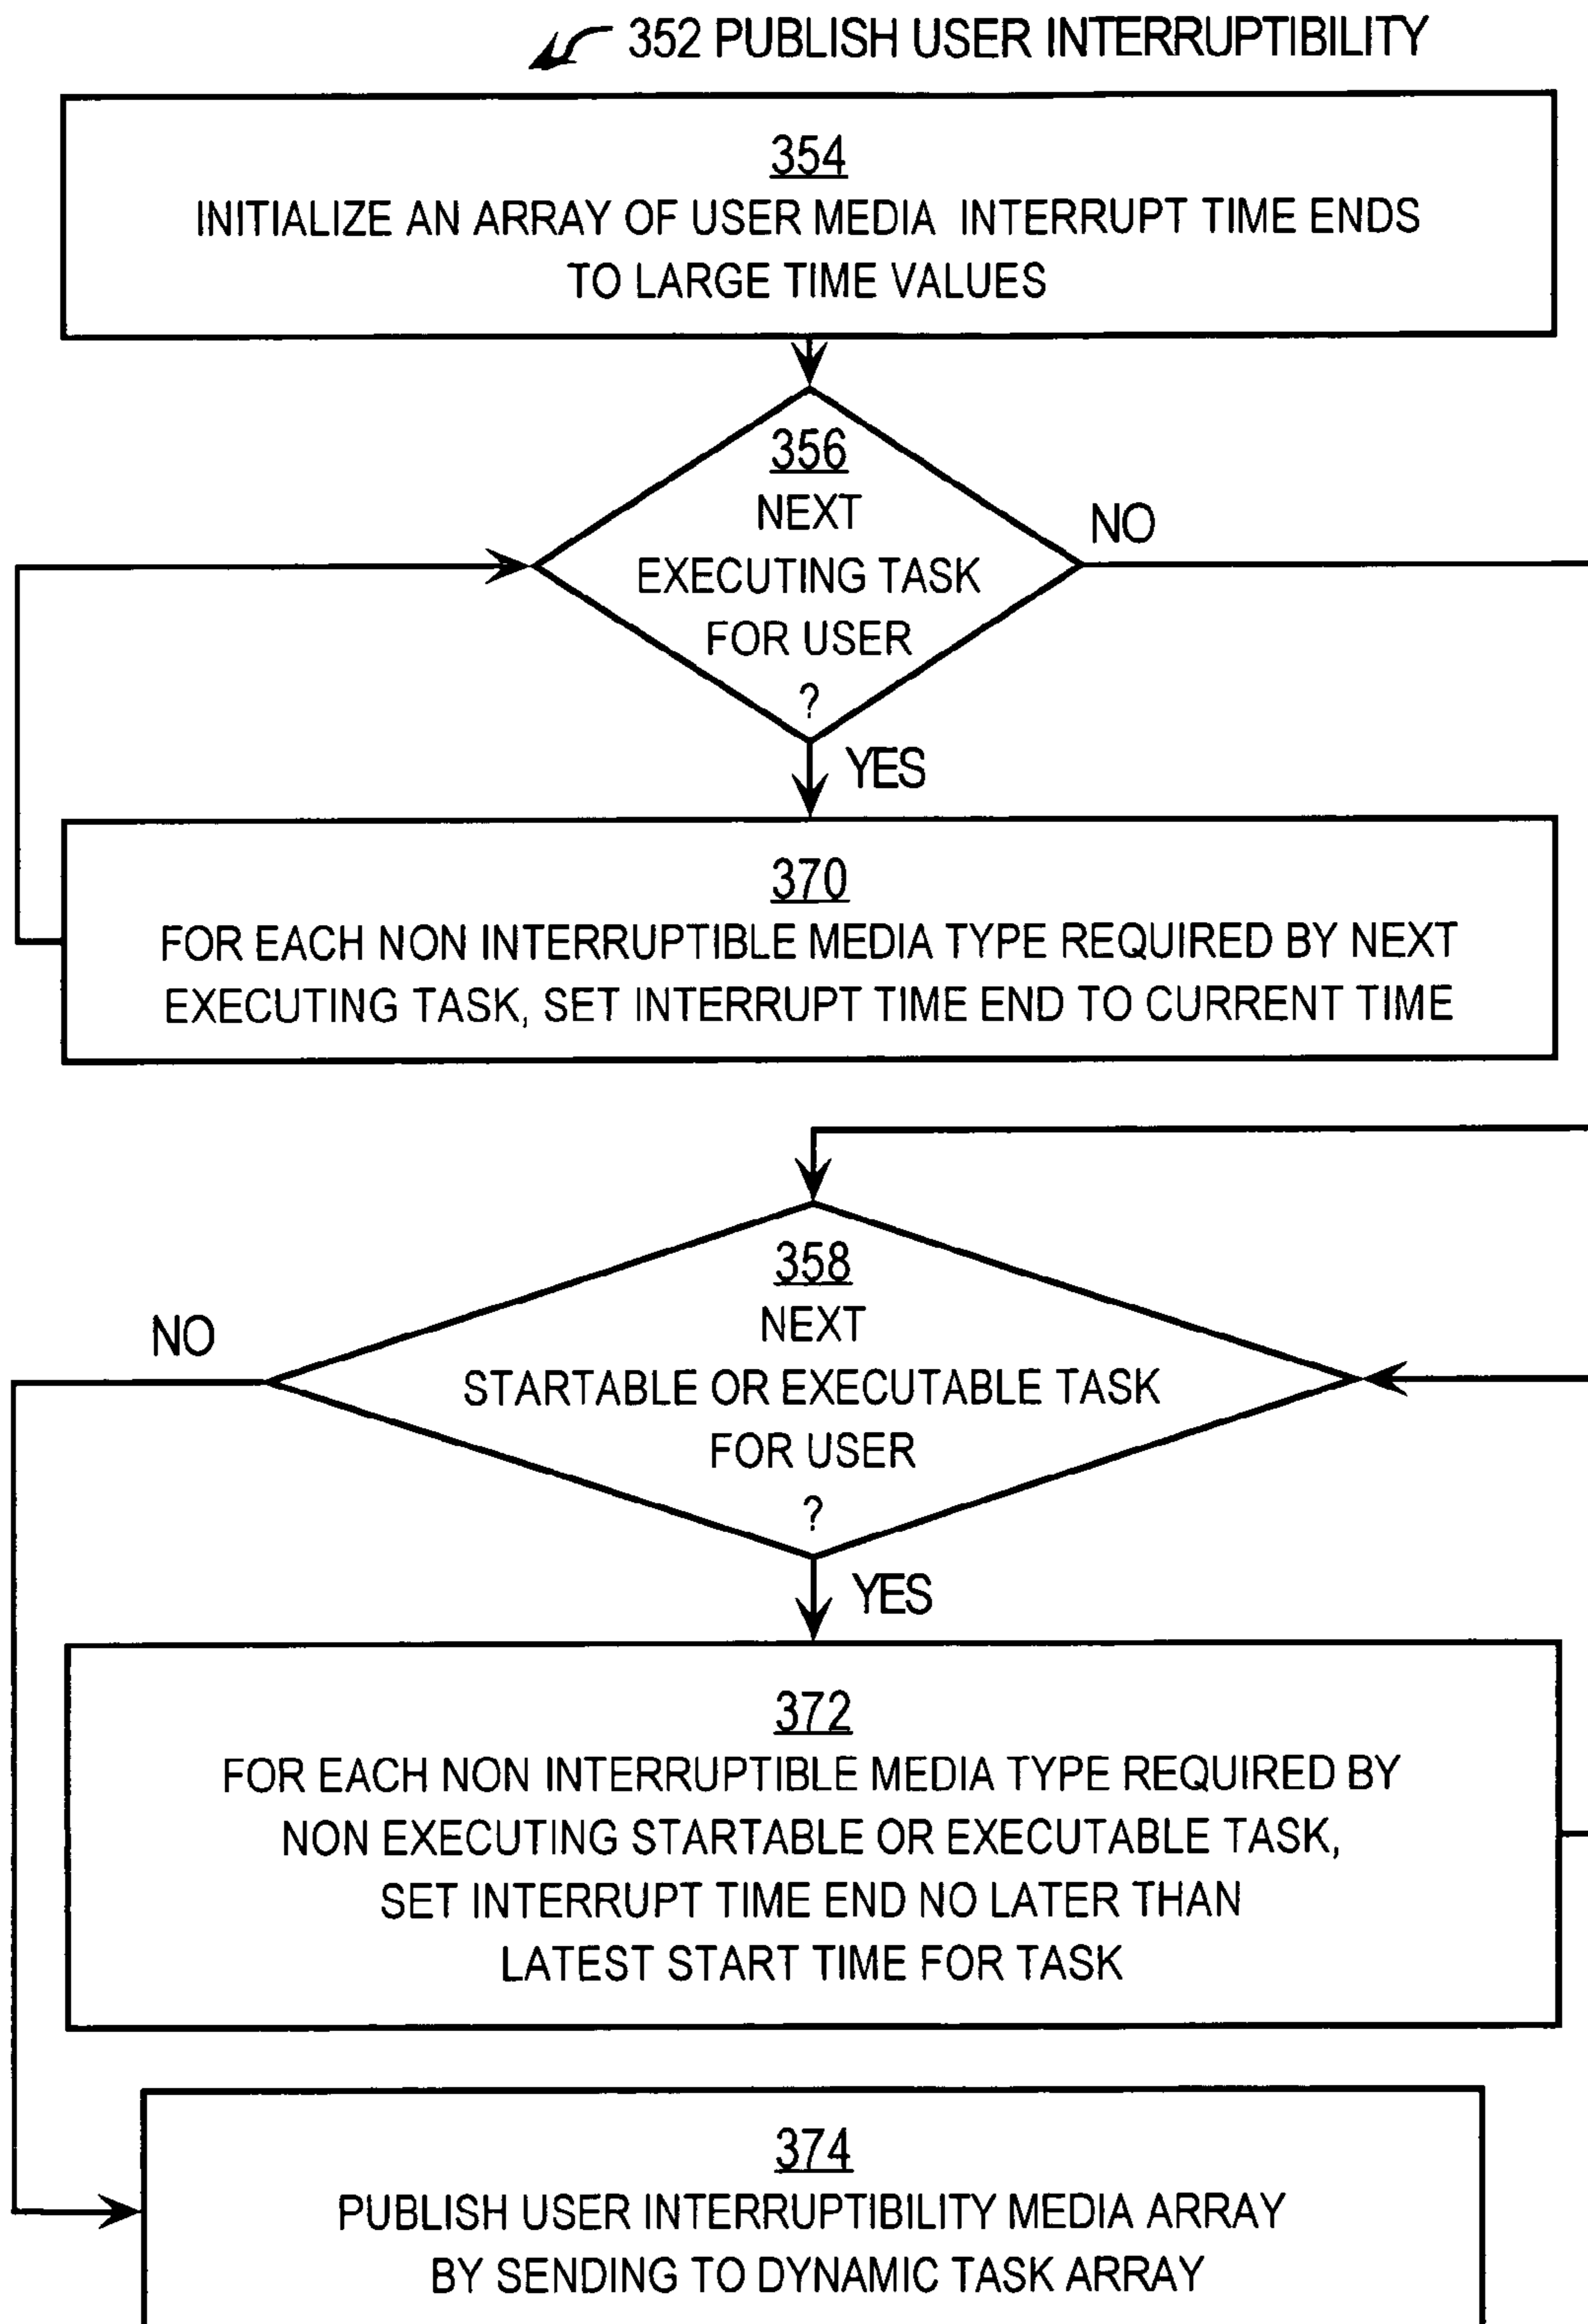 352 PUBLISH USER INTERRUPTIBILITY
354
INITIALIZE AN ARRAY OF USER MEDIA INTERRUPT TIME ENDS
TO LARGE TIME VALUES
356
NEXT
EXECUTING TASK
FOR USER
?
NO
YES
370
FOR EACH NON INTERRUPTIBLE MEDIA TYPE REQUIRED BY NEXT
EXECUTING TASK, SET INTERRUPT TIME END TO CURRENT TIME
358
NEXT
STARTABLE OR EXECUTABLE TASK
FOR USER
?
NO
YES
372
FOR EACH NON INTERRUPTIBLE MEDIA TYPE REQUIRED BY
NON EXECUTING STARTABLE OR EXECUTABLE TASK,
SET INTERRUPT TIME END NO LATER THAN
LATEST START TIME FOR TASK
374
PUBLISH USER INTERRUPTIBILITY MEDIA ARRAY
BY SENDING TO DYNAMIC TASK ARRAY